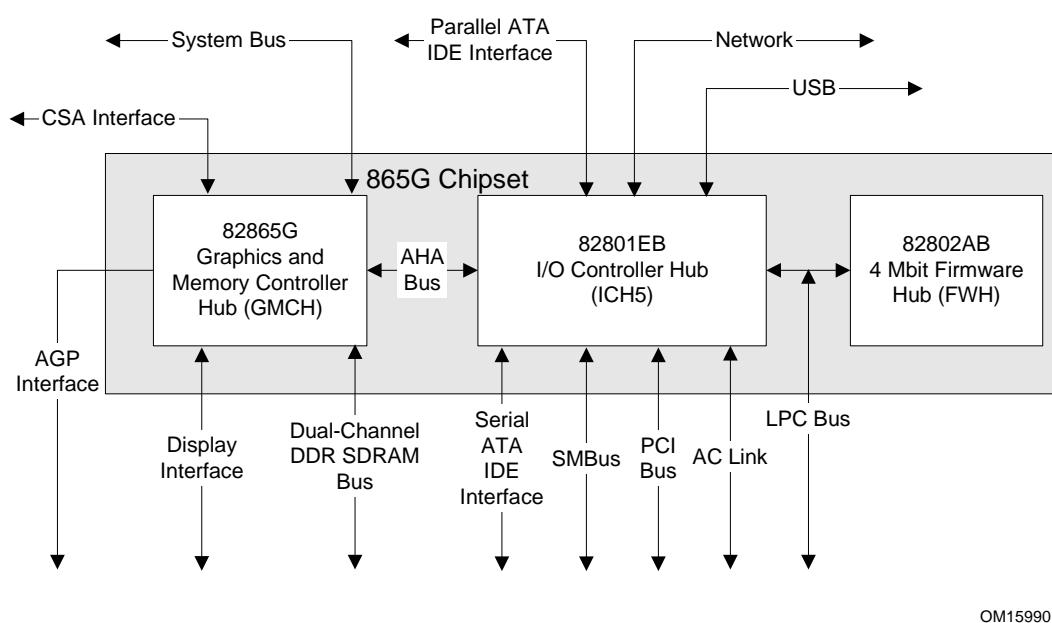 System Bus
Parallel ATA
IDE Interface
Network
USB
CSA Interface
865G Chipset
82865G
Graphics and
Memory Controller
Hub (GMCH)
AHA
Bus
82801EB
I/O Controller Hub
(ICH5)
82802AB
4 Mbit Firmware
Hub (FWH)
AGP
Interface
Display
Interface
Dual-Channel
DDR SDRAM
Bus
Serial
ATA
IDE
Interface
SMBus
PCI
Bus
AC Link
LPC Bus
OM15990